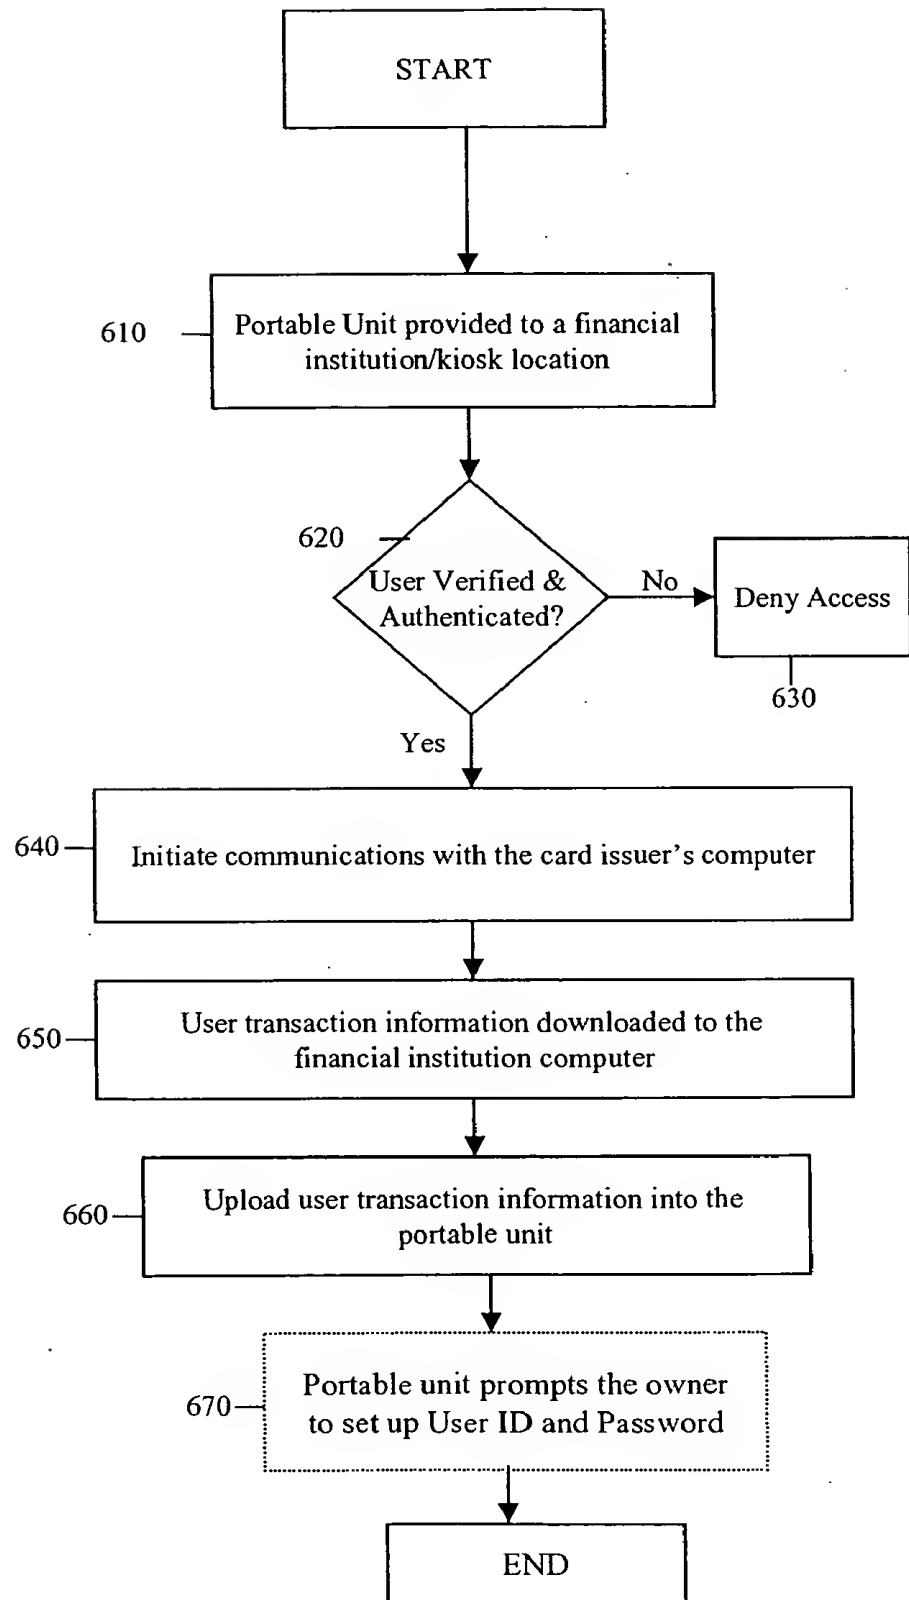 START
610
Portable Unit provided to a financial
institution/kiosk location
620
User Verified &
Authenticated?
No
Deny Access
630
Yes
640
Initiate communications with the card issuer's computer
650
User transaction information downloaded to the
financial institution computer
660
Upload user transaction information into the
portable unit
670
Portable unit prompts the owner
to set up User ID and Password
END